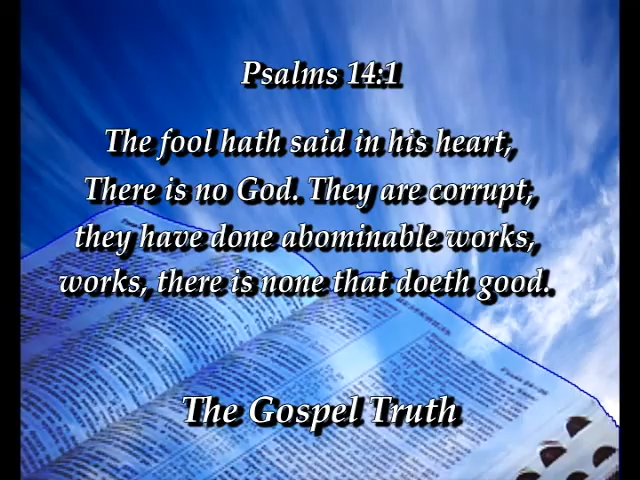 Psalms 14:1
The fool hath said in his heart,
There is no God. They are corrupt,
they have done abominable works,
works, there is none that doeth good.
The Gospel Truth